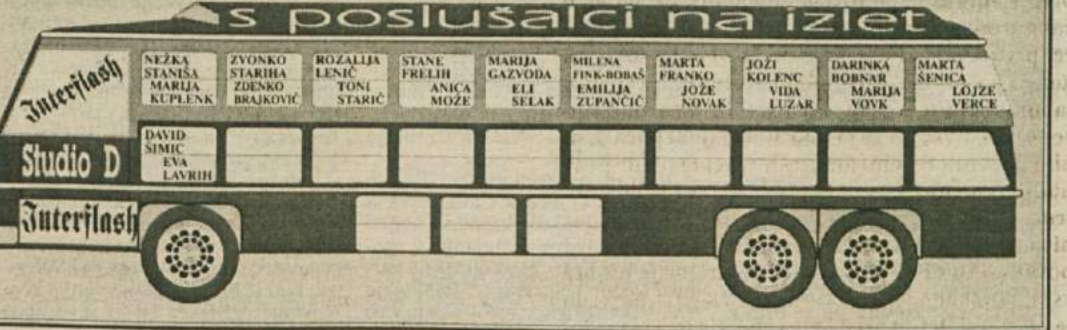 s poslušalci na izlet
Interflash
NEŽKA
STANIŠA
MARIJA
KUPLENK
ZVONKO
STARIHA
ZDENKO
BRAJKOVIČ
ROZALIJA
LENIČ
TONI
STARIČ
STANE
FRELIH
ANICA
MOŽE
MARIJA
GAZVODA
ELI
SELAK
MILENA
FINK-BOBAŠ
EMILIJA
ZUPANČIČ
MARTA
FRANKO
JOŽE
NOVAK
JOŽI
KOLENC
VIDA
LUZAR
DARINKA
BOBNAR
MARIJA
VOVK
MARTA
ŠENICA
LOJZE
VERCE
Studio D
DAVID
ŠIMIC
EVA
LAVRIH
Interflash